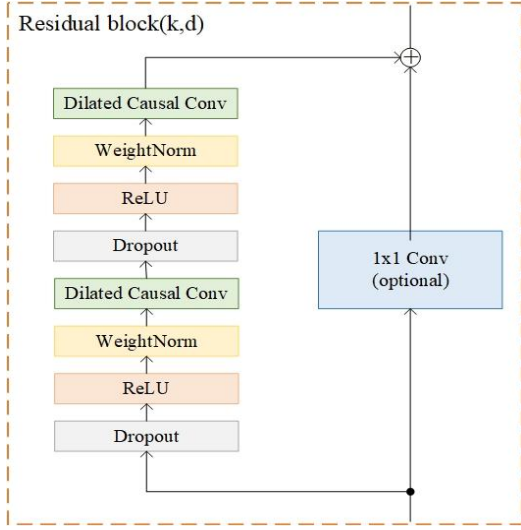 Residual block(k,d)
Dilated Causal Conv
WeightNorm
ReLU
Dropout
Dilated Causal Conv
WeightNorm
ReLU
Dropout
1x1 Conv
(optional)